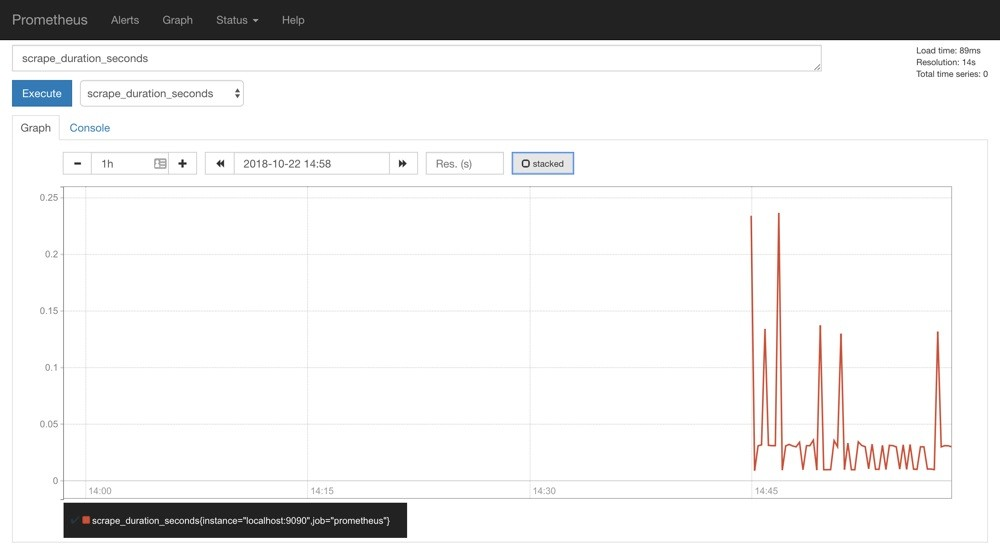 Prometheus Alerts Graph Status Help
scrape_duration_seconds
Load time: 89ms
Resolution: 14s
Total time series: 0
Execute scrape_duration_seconds
Graph Console
1h 2018-10-22 14:58 Res. (s) stacked
0.25
0.2
0.15
0.1
0.05
0
14:00 14:15 14:30 14:45
scrape_duration_seconds{instance="localhost:9090",job="prometheus"}